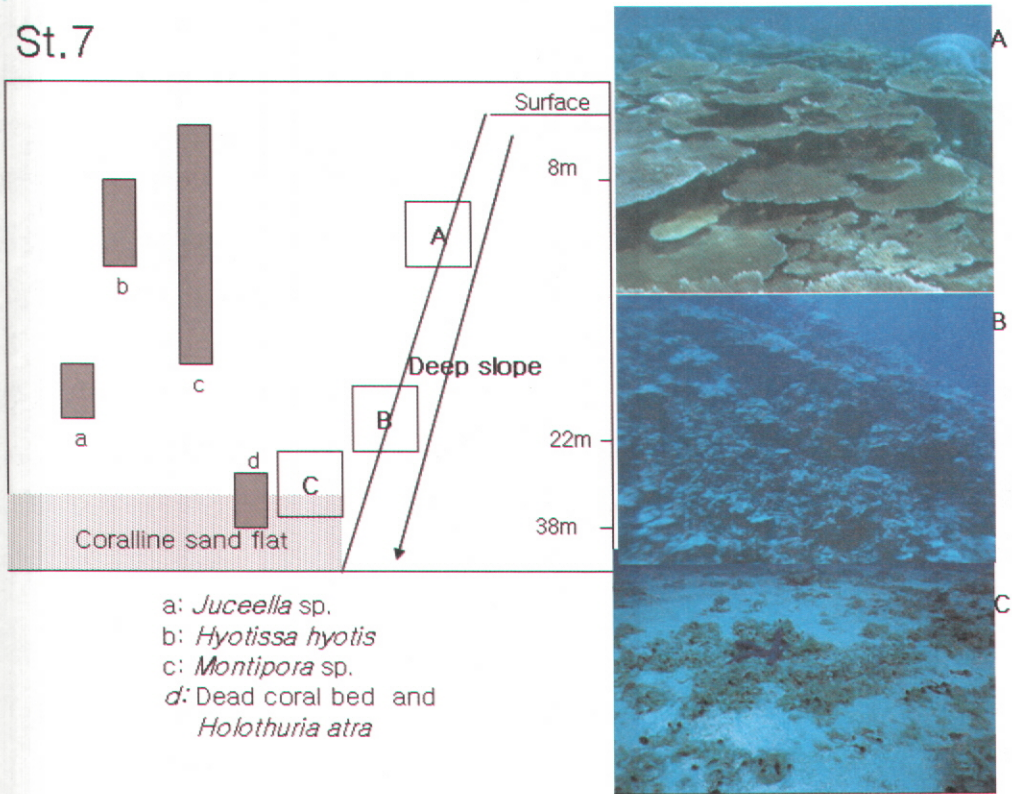 St.7
Surface
8m
A
b
Deep slope
c
a
B
22m
d
C
38m
Coralline sand flat
a: Juceella sp.
b: Hyotissa hyotis
c: Montipora sp.
d: Dead coral bed and
Holothuria atra
A
B
C